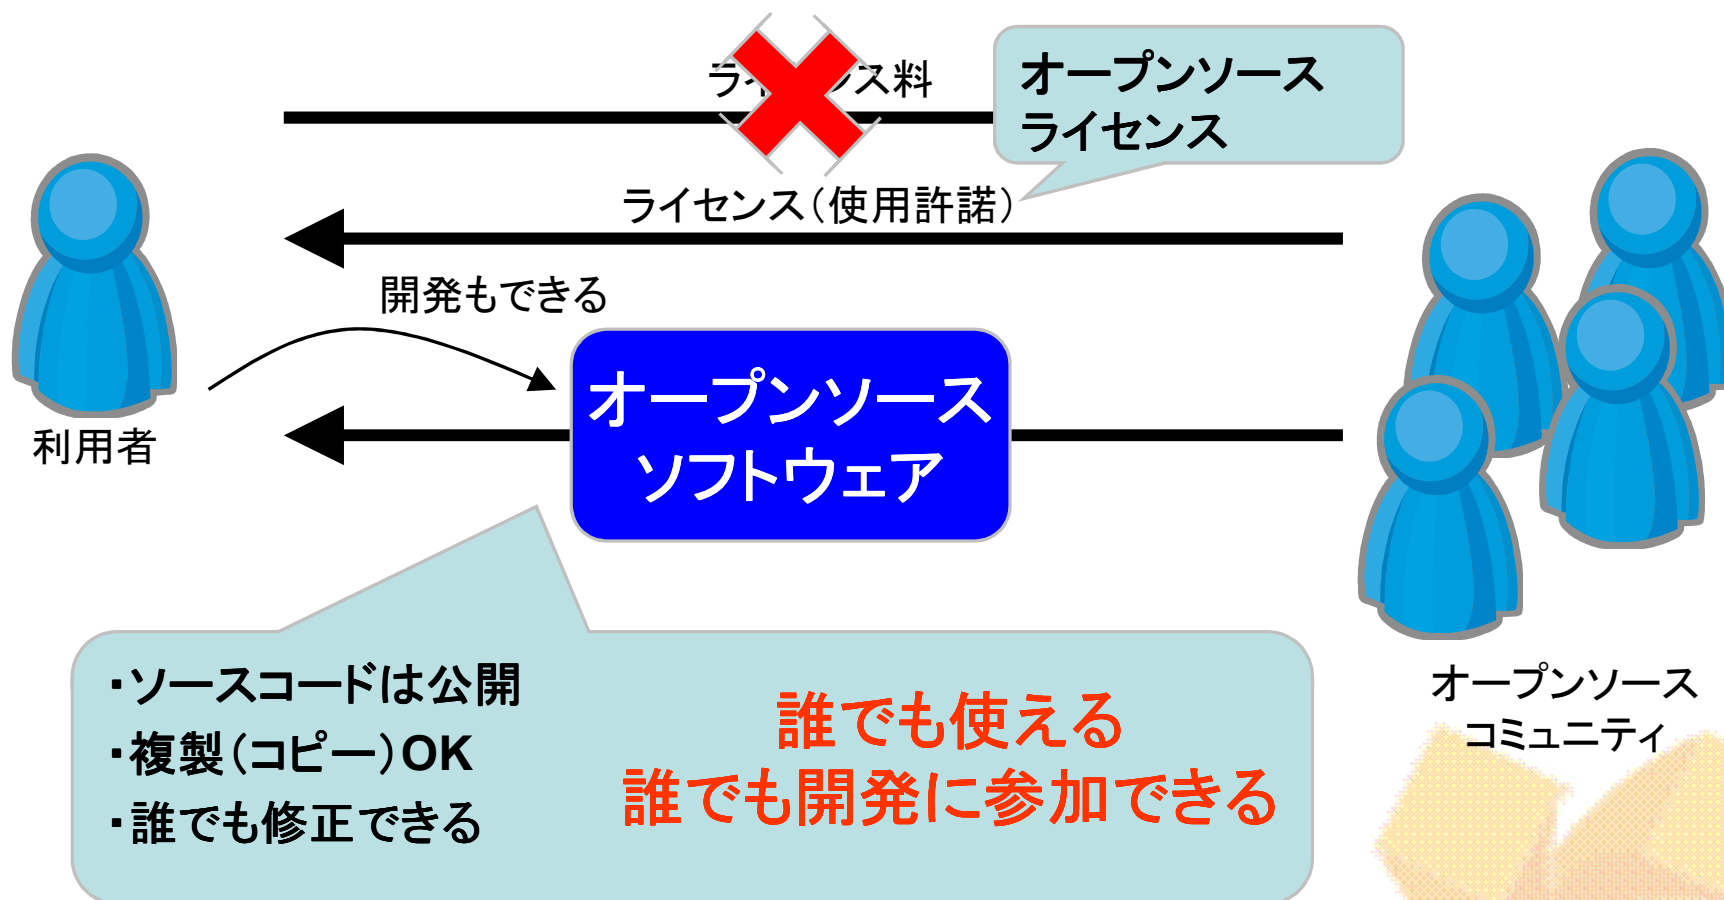 ライセンス料
オープンソース
ライセンス
ライセンス（使用許諾）
開発もできる
オープンソース
ソフトウェア
利用者
・ソースコードは公開
・複製（コピー）OK
・誰でも修正できる
誰でも使える
誰でも開発に参加できる
オープンソース
コミュニティ